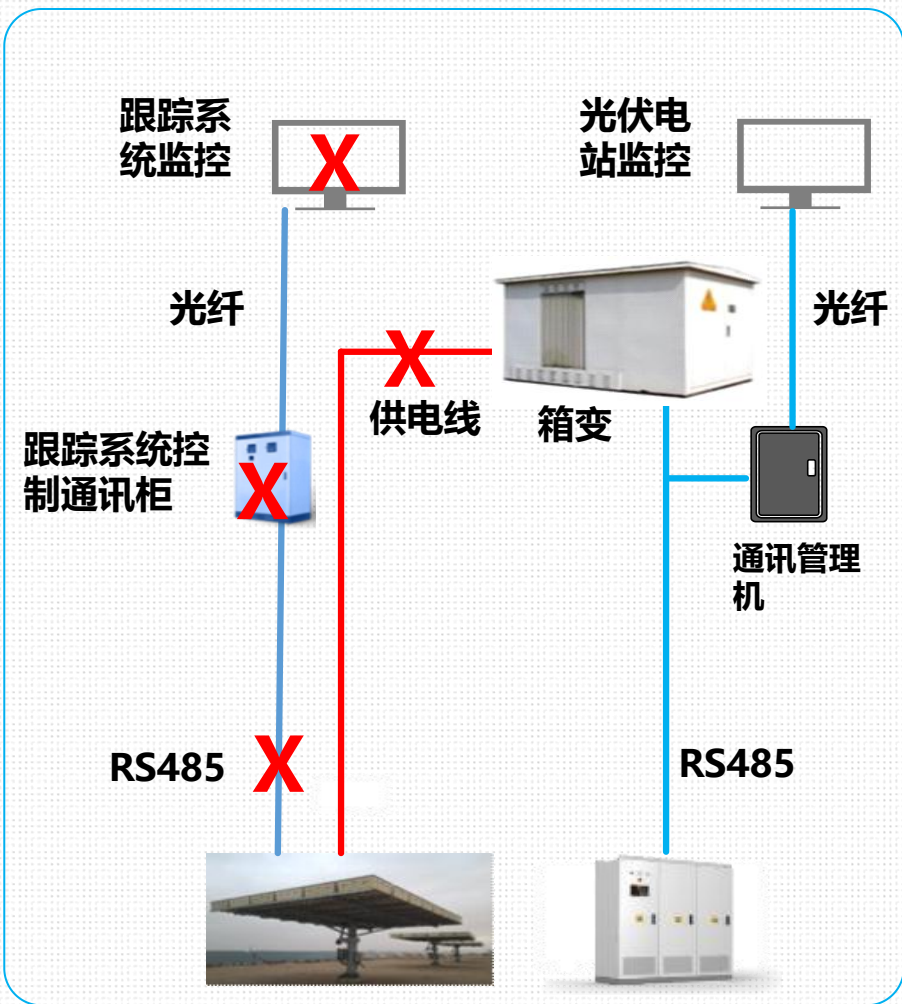 跟踪系
统监控
X
光伏电
站监控
光纤
光纤
X
供电线
箱变
跟踪系统控
制通讯柜
X
通讯管理
机
RS485
X
RS485